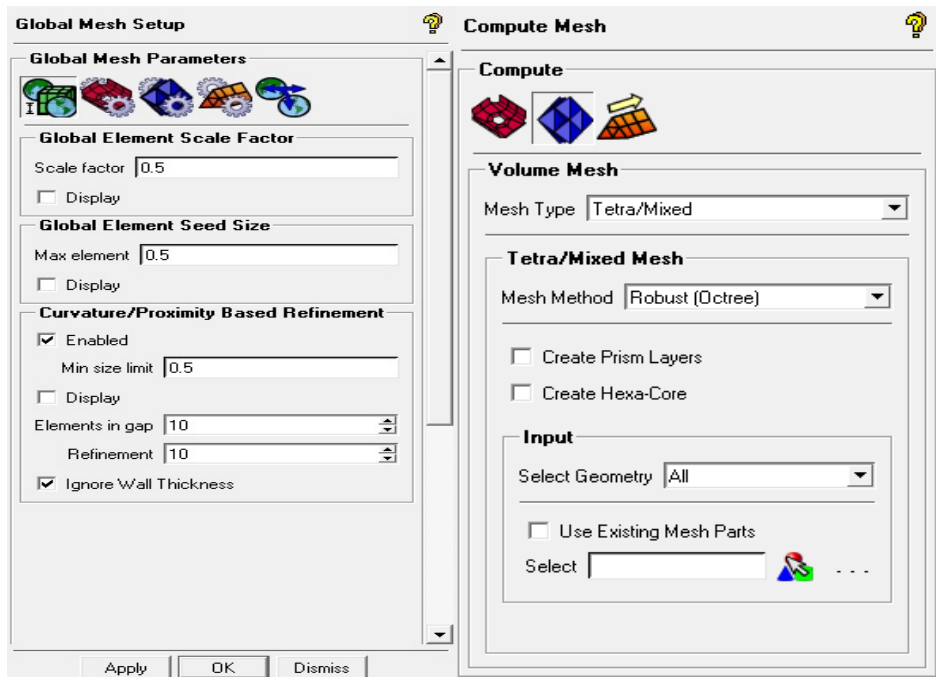 Global Mesh Setup
Global Mesh Parameters
Global Element Scale Factor
Scale factor 0.5
Display
Global Element Seed Size
Max element 0.5
Display
Curvature/Proximity Based Refinement
Enabled
Min size limit 0.5
Display
Elements in gap 10
Refinement 10
Ignore Wall Thickness
Apply OK Dismiss
Compute Mesh
Compute
Volume Mesh
Mesh Type Tetra/Mixed
Tetra/Mixed Mesh
Mesh Method Robust (Octree)
Create Prism Layers
Create Hexa-Core
Input
Select Geometry All
Use Existing Mesh Parts
Select ...